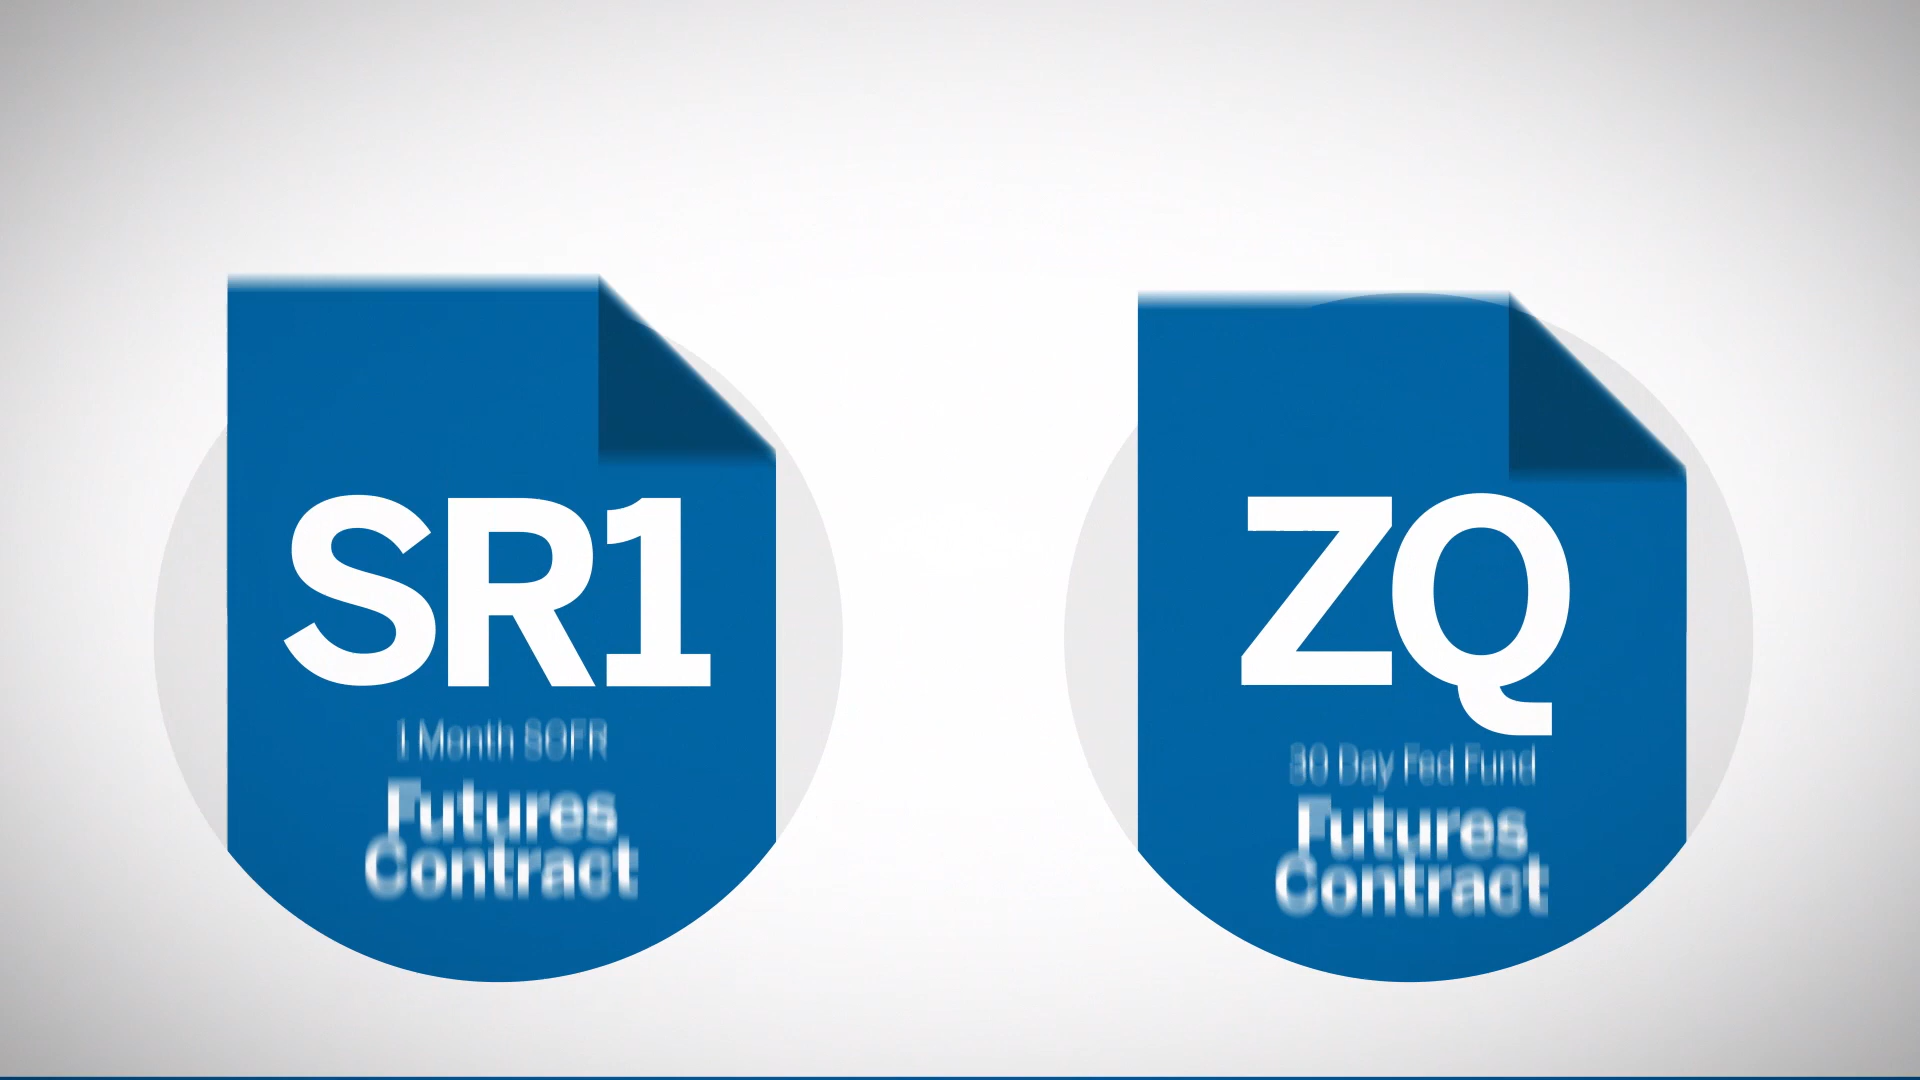 SR1
1 Month SOFR
Futures
Contract
ZQ
30 Day Fed Fund
Futures
Contract